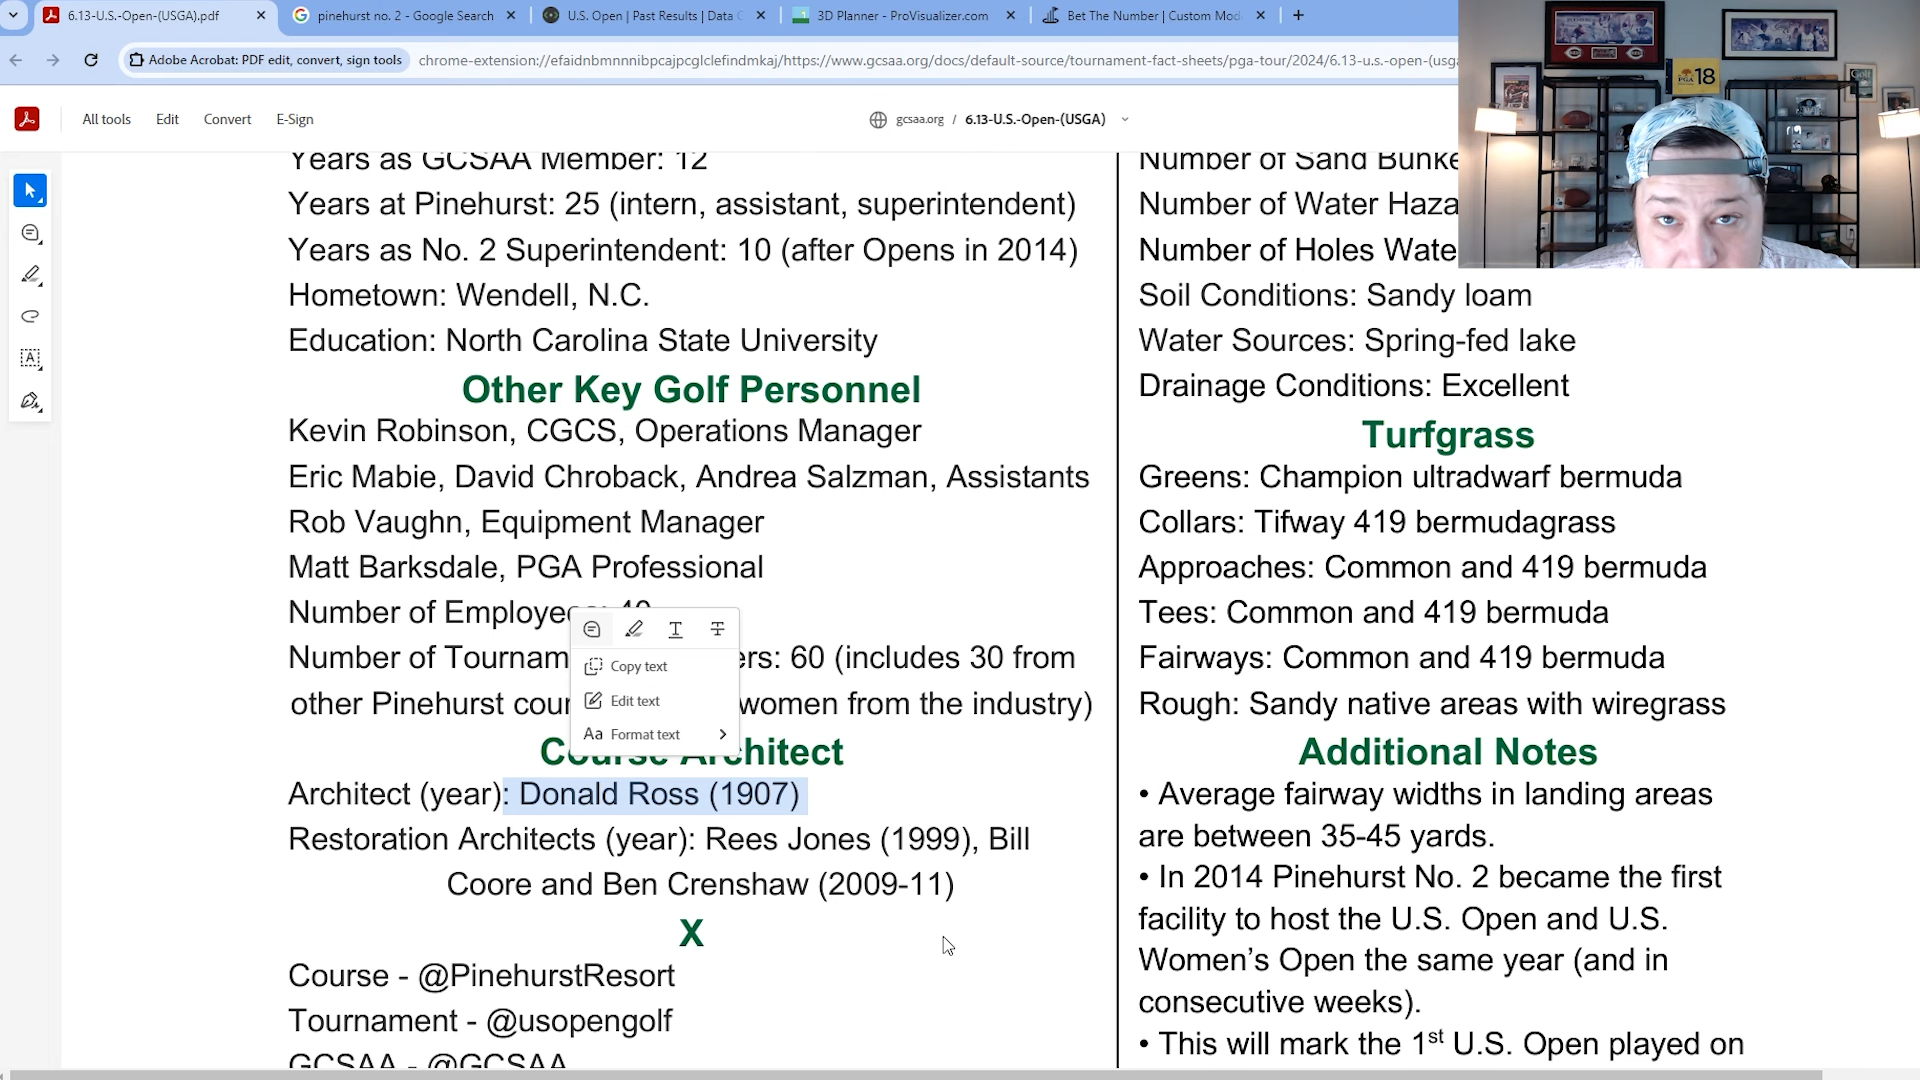 6.13-U.S.-Open-(USGA).pdf
pinehurst no. 2 - Google Search
U.S. Open | Past Results | Data
3D Planner - ProVisualizer.com
Bet The Number | Custom Mod
Adobe Acrobat: PDF edit, convert, sign tools
chrome-extension://efaidnbmnnnibpcajpcglclefindmkaj/https://www.gcsaa.org/docs/default-source/tournament-fact-sheets/pga-tour/2024/6.13-u.s.-open-(usg
All tools
Edit
Convert
E-Sign
gcsaa.org / 6.13-U.S.-Open-(USGA)
Years as GCSAA Member: 12
Years at Pinehurst: 25 (intern, assistant, superintendent)
Years as No. 2 Superintendent: 10 (after Opens in 2014)
Hometown: Wendell, N.C.
Education: North Carolina State University
Other Key Golf Personnel
Kevin Robinson, CGCS, Operations Manager
Eric Mabie, David Chroback, Andrea Salzman, Assistants
Rob Vaughn, Equipment Manager
Matt Barksdale, PGA Professional
Number of Employees: 40
Number of Tournam
ers: 60 (includes 30 from
other Pinehurst cour
women from the industry)
Copy text
Edit text
Aa Format text
Course Architect
Architect (year): Donald Ross (1907)
Restoration Architects (year): Rees Jones (1999), Bill
Coore and Ben Crenshaw (2009-11)
X
Course - @PinehurstResort
Tournament - @usopengolf
GCSAA - @GCSAA
Number of Sand Bunke
Number of Water Haza
Number of Holes Wate
Soil Conditions: Sandy loam
Water Sources: Spring-fed lake
Drainage Conditions: Excellent
Turfgrass
Greens: Champion ultradwarf bermuda
Collars: Tifway 419 bermudagrass
Approaches: Common and 419 bermuda
Tees: Common and 419 bermuda
Fairways: Common and 419 bermuda
Rough: Sandy native areas with wiregrass
Additional Notes
• Average fairway widths in landing areas
are between 35-45 yards.
• In 2014 Pinehurst No. 2 became the first
facility to host the U.S. Open and U.S.
Women’s Open the same year (and in
consecutive weeks).
• This will mark the 1st U.S. Open played on
PGA 18
Golf